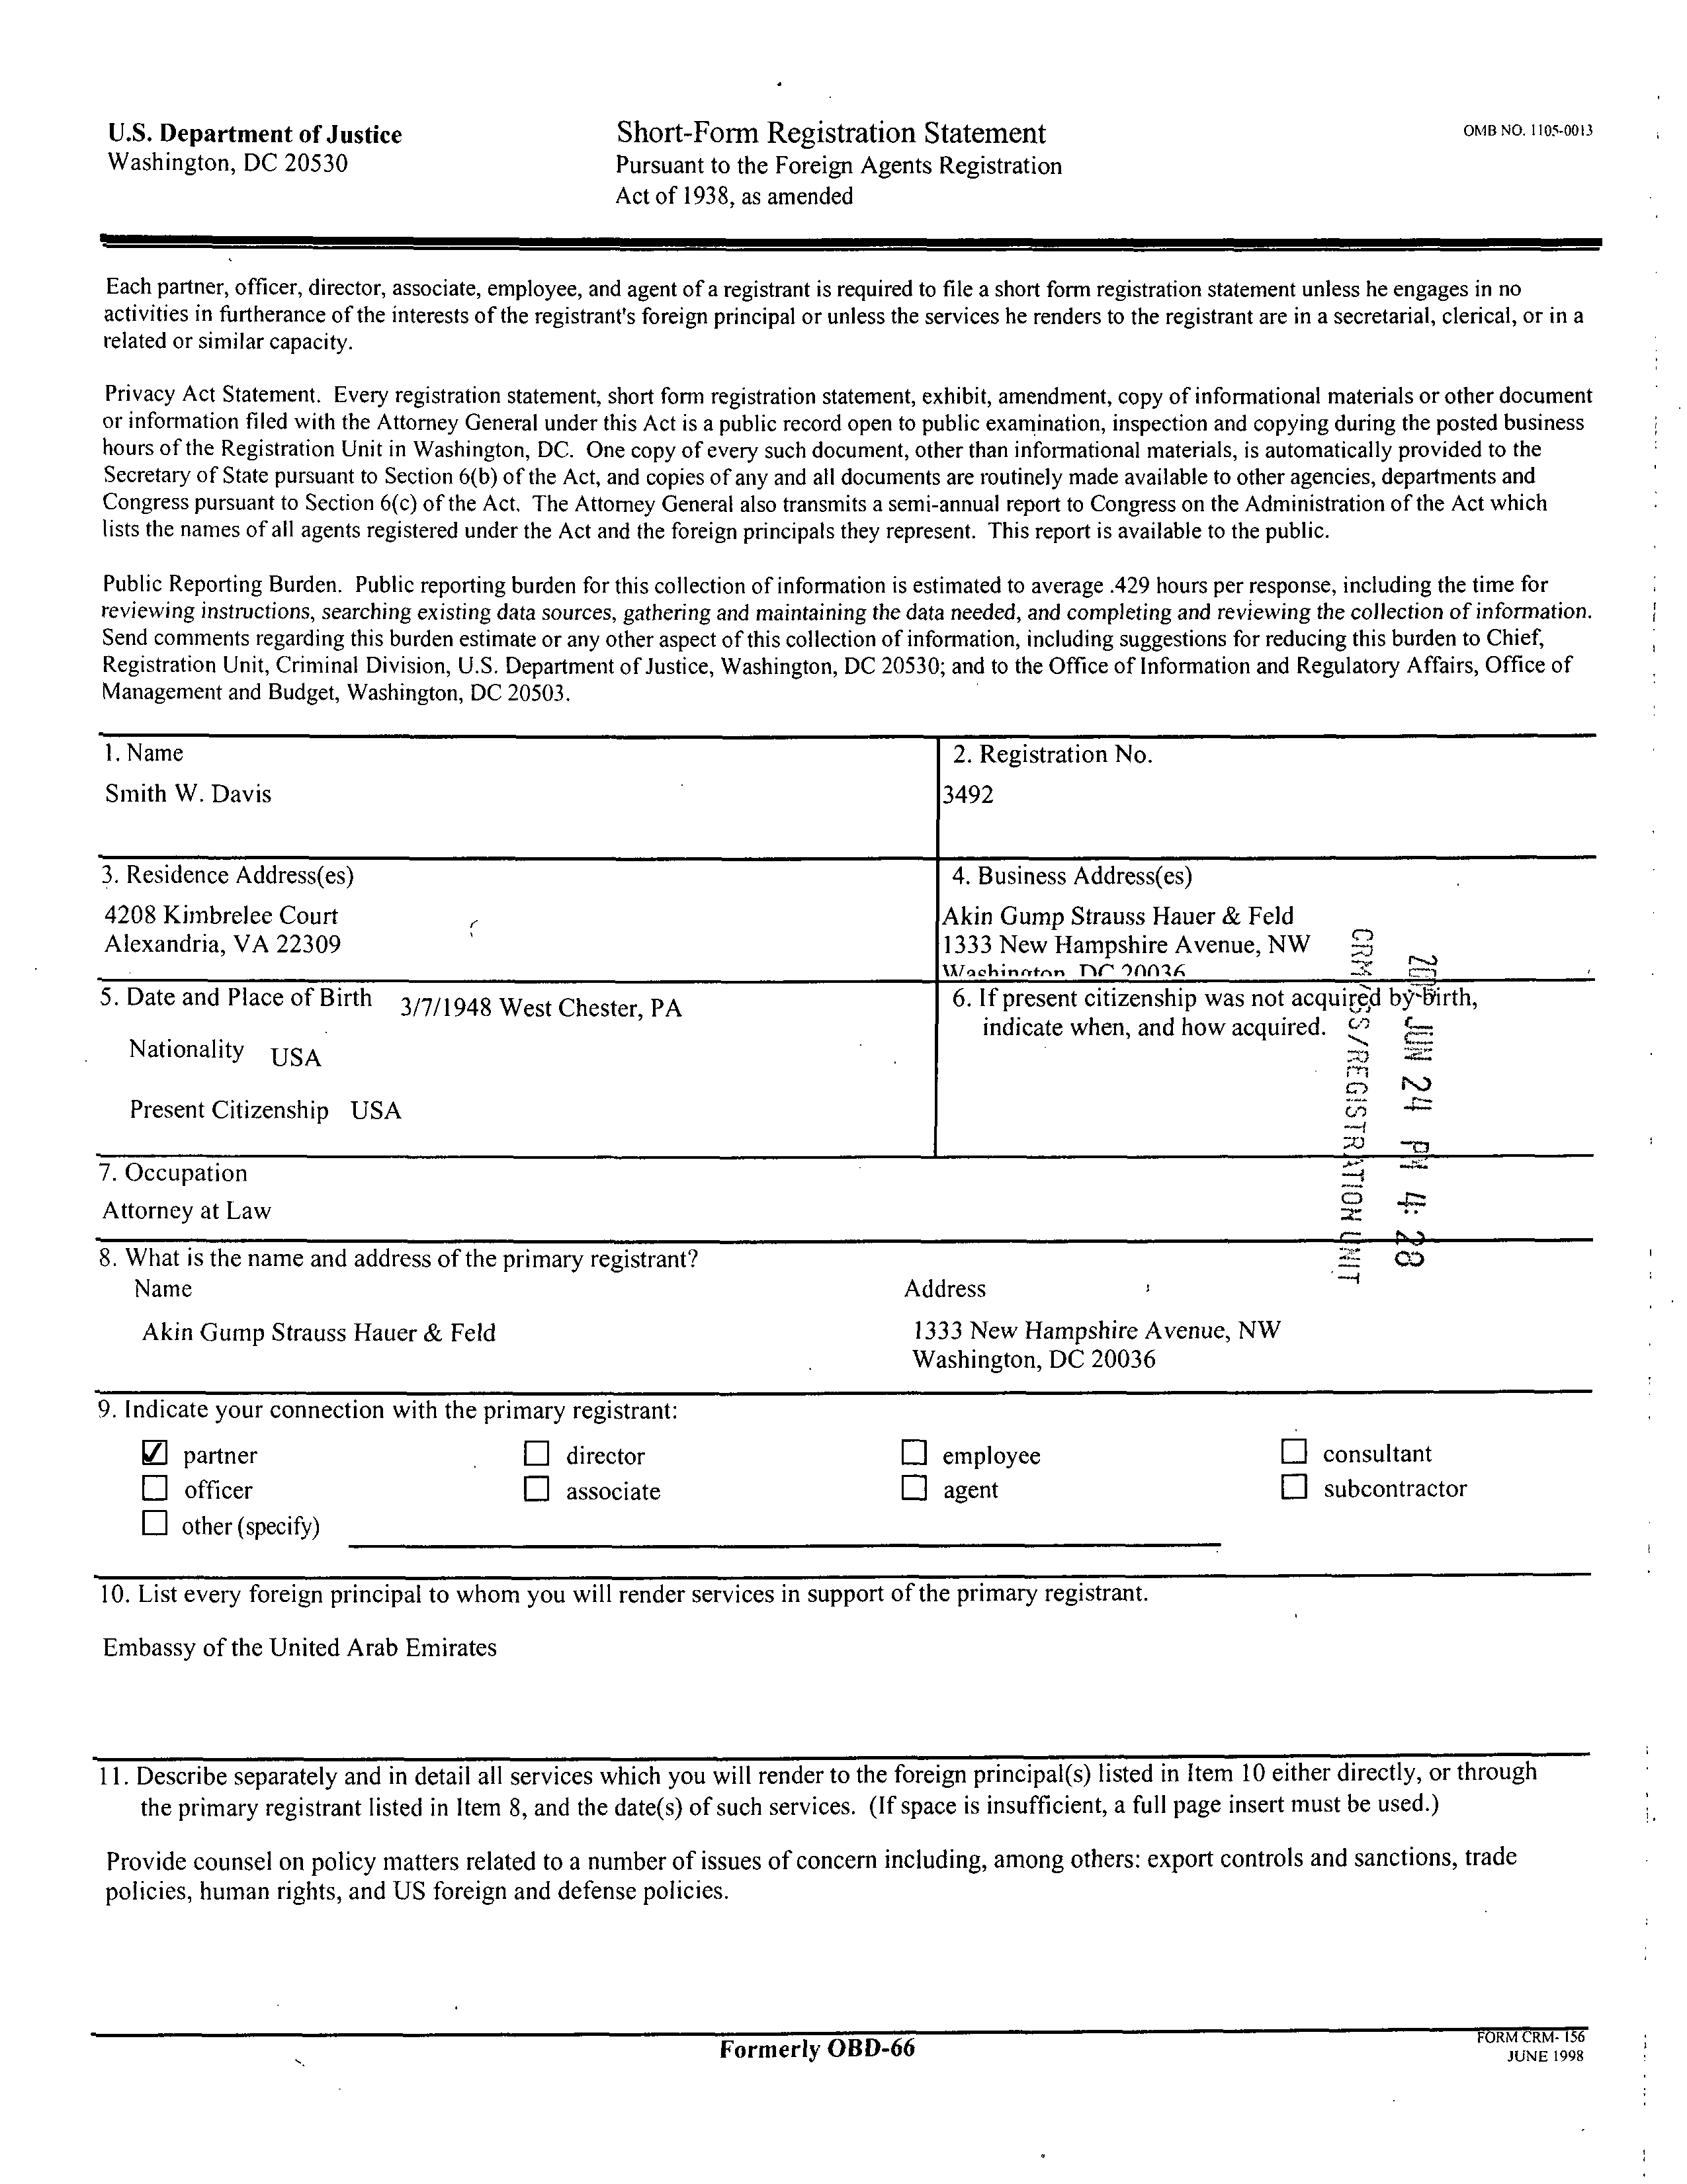 U.S. Department of Justice
Washington, DC 20530
Short-Form Registration Statement
Pursuant to the Foreign Agents Registration
Act of 1938, as amended
OMB NO. 1105-0013
Each partner, officer, director, associate, employee, and agent of a registrant is required to file a short form registration statement unless he engages in no
activities in furtherance of the interests of the registrant's foreign principal or unless the services he renders to the registrant are in a secretarial, clerical, or in a
related or similar capacity.
Privacy Act Statement. Every registration statement, short form registration statement, exhibit, amendment, copy of informational materials or other document
or information filed with the Attorney General under this Act is a public record open to public examination, inspection and copying during the posted business
hours of the Registration Unit in Washington, DC. One copy of every such document, other than informational materials, is automatically provided to the
Secretary of State pursuant to Section 6(b) of the Act, and copies of any and all documents are routinely made available to other agencies, departments and
Congress pursuant to Section 6(c) of the Act. The Attorney General also transmits a semi-annual report to Congress on the Administration of the Act which
lists the names of all agents registered under the Act and the foreign principals they represent. This report is available to the public.
Public Reporting Burden. Public reporting burden for this collection of information is estimated to average .429 hours per response, including the time for
reviewing instructions, searching existing data sources, gathering and maintaining the data needed, and completing and reviewing the collection of information.
Send comments regarding this burden estimate or any other aspect of this collection of information, including suggestions for reducing this burden to Chief,
Registration Unit, Criminal Division, U.S. Department of Justice, Washington, DC 20530; and to the Office of Information and Regulatory Affairs, Office of
Management and Budget, Washington, DC 20503.
1. Name
Smith W. Davis
2. Registration No.
3492
3. Residence Address(es)
4208 Kimbrelee Court
Alexandria, VA 22309
4. Business Address(es)
Akin Gump Strauss Hauer & Feld
1333 New Hampshire Avenue, NW
Washington, DC 20036
5. Date and Place of Birth 3/7/1948 West Chester, PA
Nationality USA
Present Citizenship USA
6. If present citizenship was not acquired by birth,
indicate when, and how acquired.
JUN 24 PM 4: 28
CRM/ISS/REGISTRATION UNIT
7. Occupation
Attorney at Law
8. What is the name and address of the primary registrant?
Name
Address
Akin Gump Strauss Hauer & Feld
1333 New Hampshire Avenue, NW
Washington, DC 20036
9. Indicate your connection with the primary registrant:
partner director employee consultant
officer associate agent subcontractor
other (specify)
10. List every foreign principal to whom you will render services in support of the primary registrant.
Embassy of the United Arab Emirates
11. Describe separately and in detail all services which you will render to the foreign principal(s) listed in Item 10 either directly, or through
the primary registrant listed in Item 8, and the date(s) of such services. (If space is insufficient, a full page insert must be used.)
Provide counsel on policy matters related to a number of issues of concern including, among others: export controls and sanctions, trade
policies, human rights, and US foreign and defense policies.
Formerly OBD-66
FORM CRM- 156
JUNE 1998